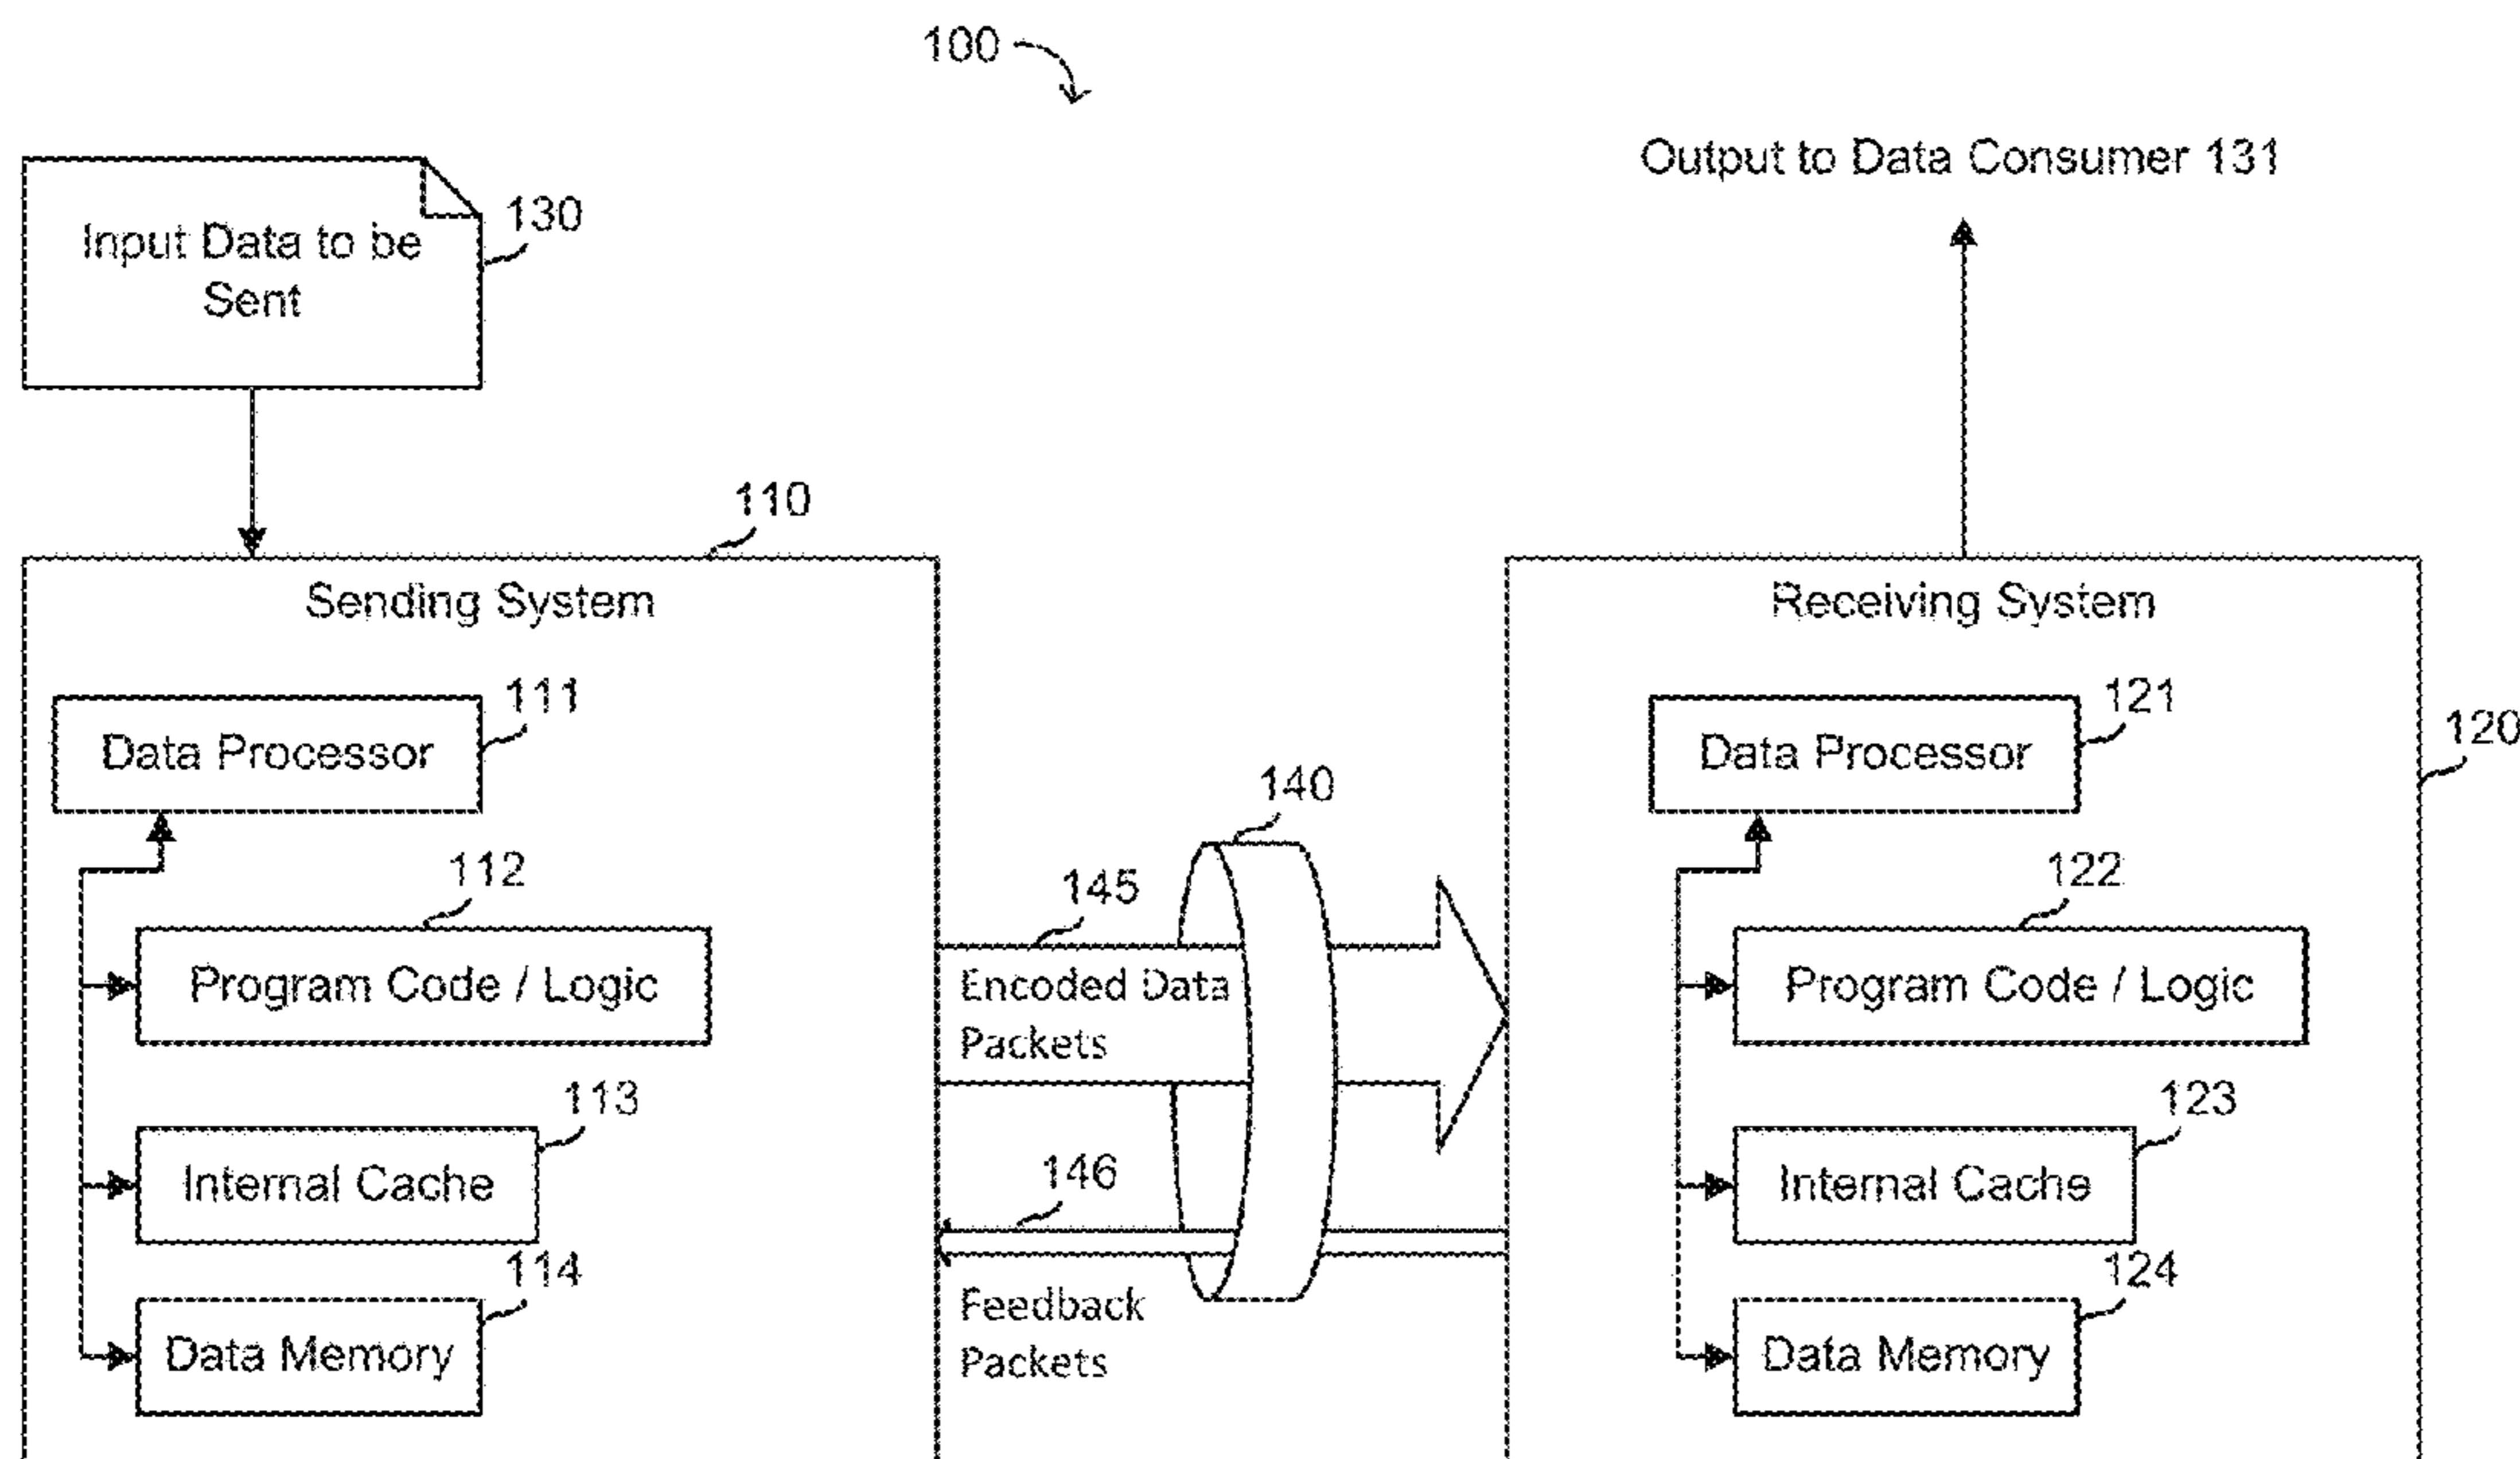 100
Output to Data Consumer 131
130
Input Data to be
Sent
110
Sending System
Receiving System
111
Data Processor
121
Data Processor
120
140
112
Program Code / Logic
145
Encoded Data
Packets
122
Program Code / Logic
113
Internal Cache
146
123
Internal Cache
114
Data Memory
Feedback
Packets
124
Data Memory